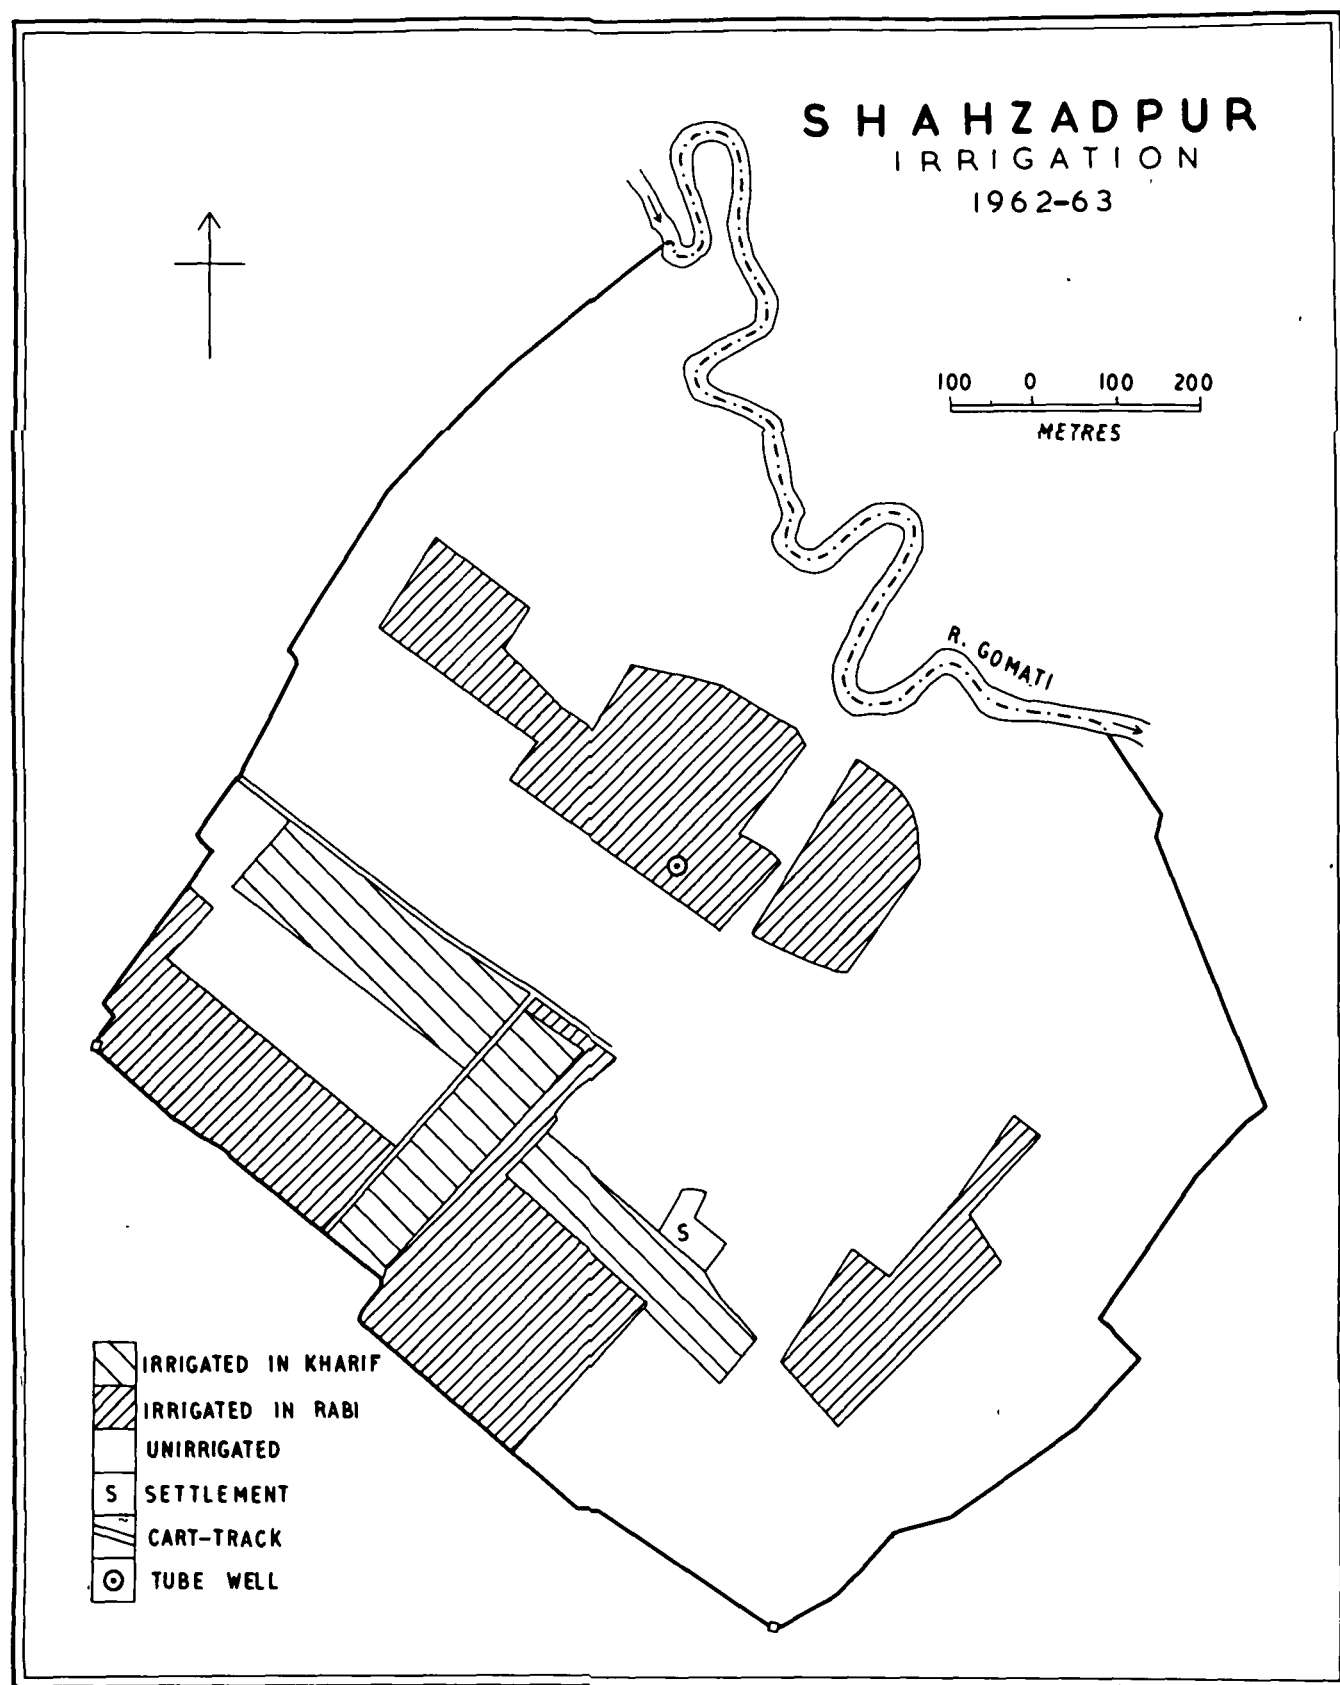 SHAHZADPUR
IRRIGATION
1962-63
100 0 100 200
METRES
R. GOMATI
S
IRRIGATED IN KHARIF
IRRIGATED IN RABI
UNIRRIGATED
S SETTLEMENT
CART-TRACK
TUBE WELL